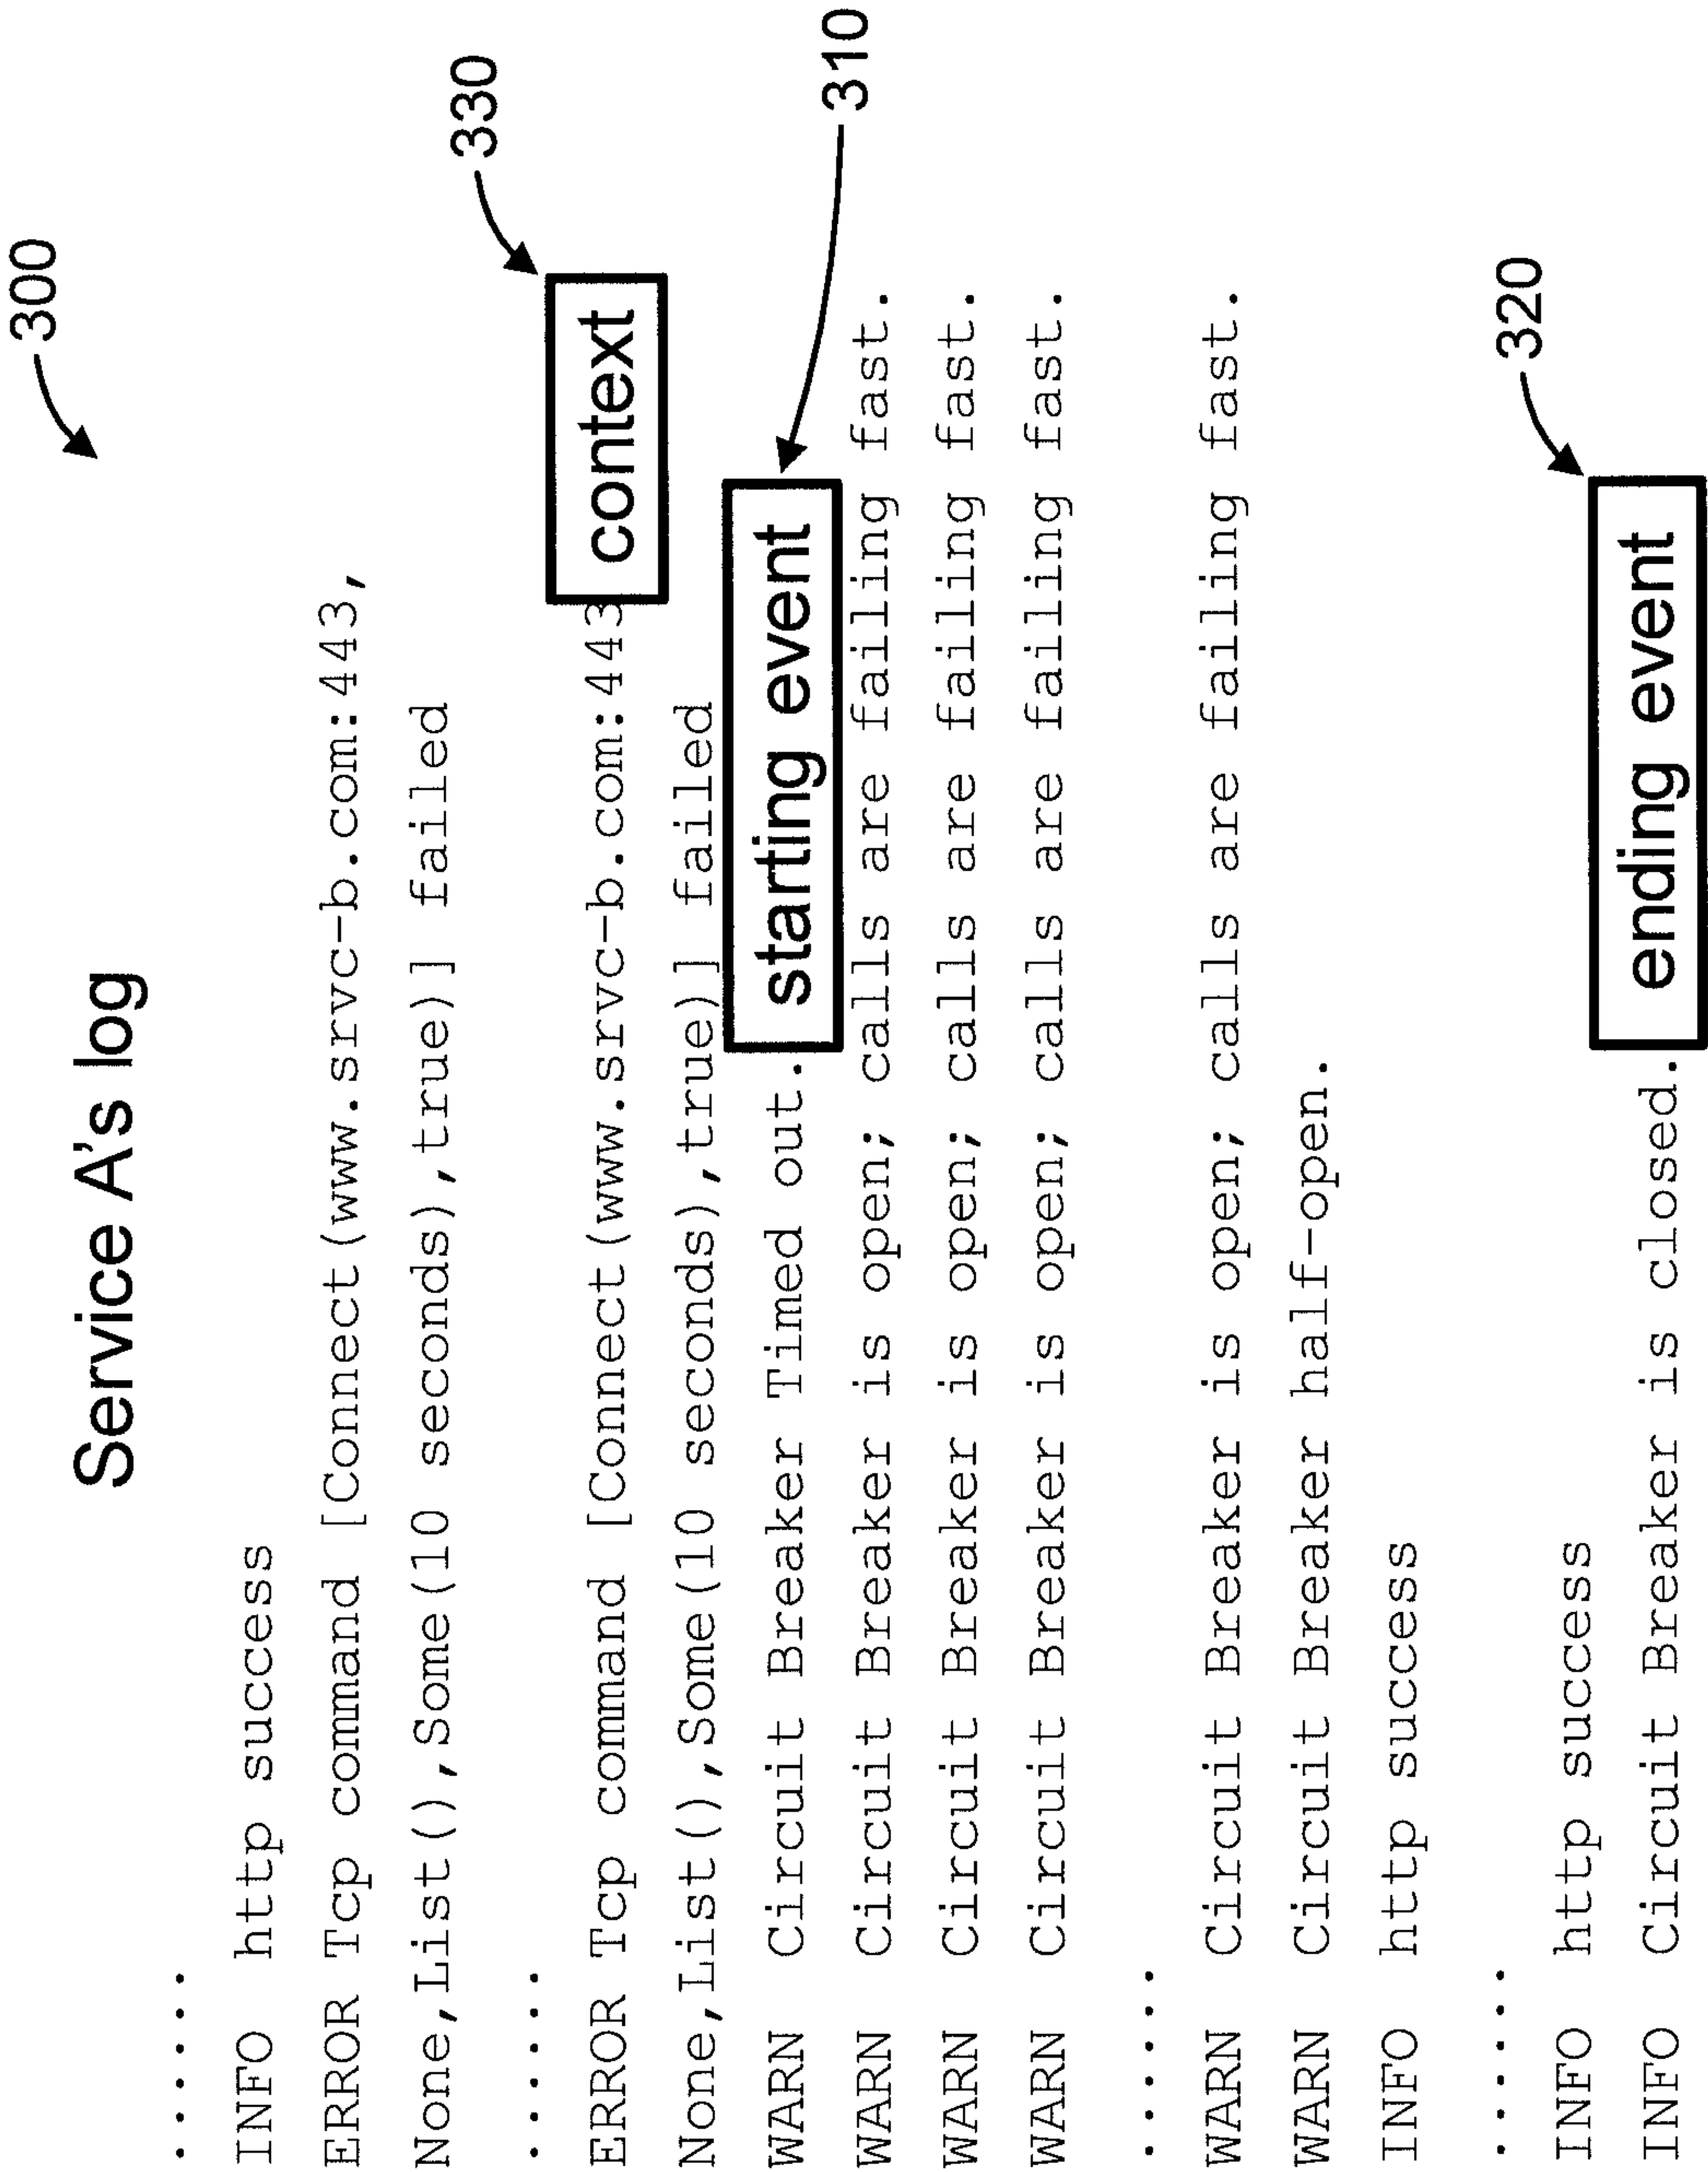 300
Service A's log
......
INFO http success
ERROR Tcp command [Connect(www.srvc-b.com:443,
None,List(),Some(10 seconds),true)] failed
......
330
ERROR Tcp command [Connect(www.srvc-b.com:443
context
None,List(),Some(10 seconds),true)] failed
WARN Circuit Breaker Timed out.
starting event
310
WARN Circuit Breaker is open; calls are failing fast.
WARN Circuit Breaker is open; calls are failing fast.
WARN Circuit Breaker is open; calls are failing fast.
......
WARN Circuit Breaker is open; calls are failing fast.
WARN Circuit Breaker half-open.
INFO http success
......
320
INFO http success
INFO Circuit Breaker is closed.
ending event